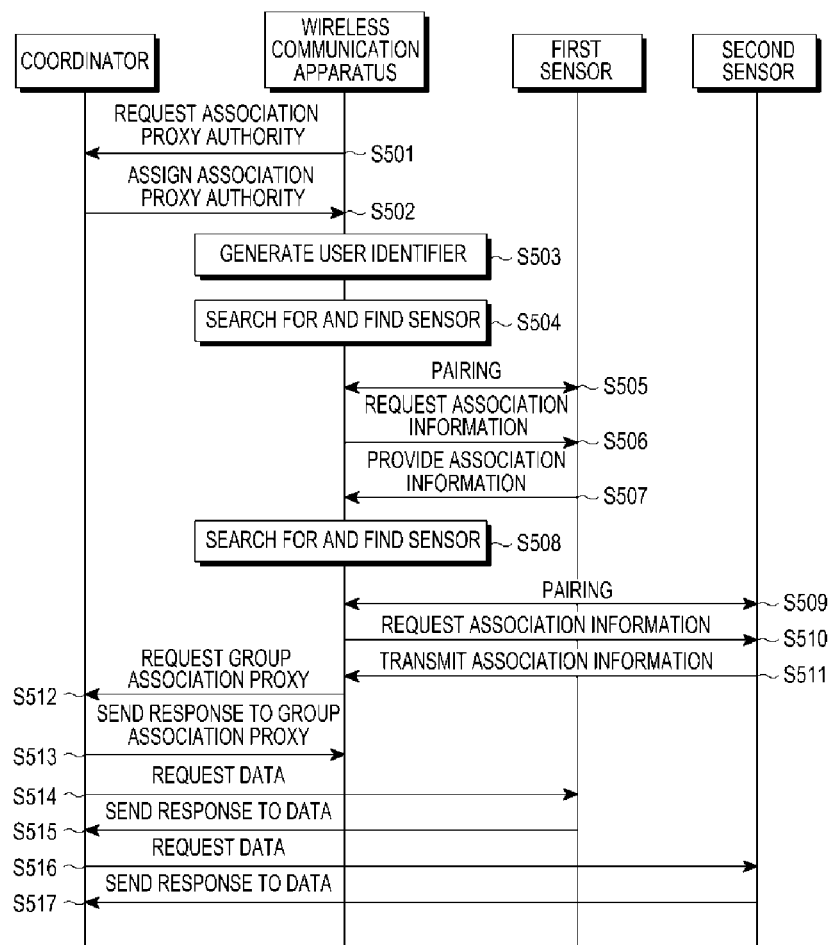 COORDINATOR
WIRELESS
COMMUNICATION
APPARATUS
FIRST
SENSOR
SECOND
SENSOR
REQUEST ASSOCIATION
PROXY AUTHORITY
S501
ASSIGN ASSOCIATION
PROXY AUTHORITY
S502
GENERATE USER IDENTIFIER
S503
SEARCH FOR AND FIND SENSOR
S504
PAIRING
S505
REQUEST ASSOCIATION
INFORMATION
S506
PROVIDE ASSOCIATION
INFORMATION
S507
SEARCH FOR AND FIND SENSOR
S508
PAIRING
S509
REQUEST ASSOCIATION INFORMATION
S510
TRANSMIT ASSOCIATION INFORMATION
S511
REQUEST GROUP
ASSOCIATION PROXY
S512
SEND RESPONSE TO GROUP
ASSOCIATION PROXY
S513
REQUEST DATA
S514
SEND RESPONSE TO DATA
S515
REQUEST DATA
S516
SEND RESPONSE TO DATA
S517